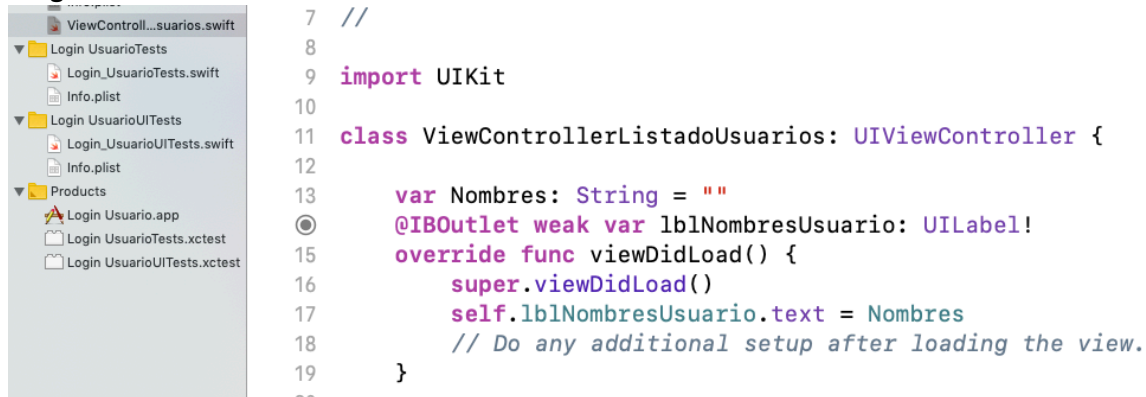 Info.plist
ViewControll...suarios.swift
Login UsuarioTests
Login_UsuarioTests.swift
Info.plist
Login UsuarioUITests
Login_UsuarioUITests.swift
Info.plist
Products
Login Usuario.app
Login UsuarioTests.xctest
Login UsuarioUITests.xctest
7 //
8
9 import UIKit
10
11 class ViewControllerListadoUsuarios: UIViewController {
12
13 var Nombres: String = ""
@IBOutlet weak var lblNombresUsuario: UILabel!
15 override func viewDidLoad() {
16 super.viewDidLoad()
17 self.lblNombresUsuario.text = Nombres
18 // Do any additional setup after loading the view.
19 }